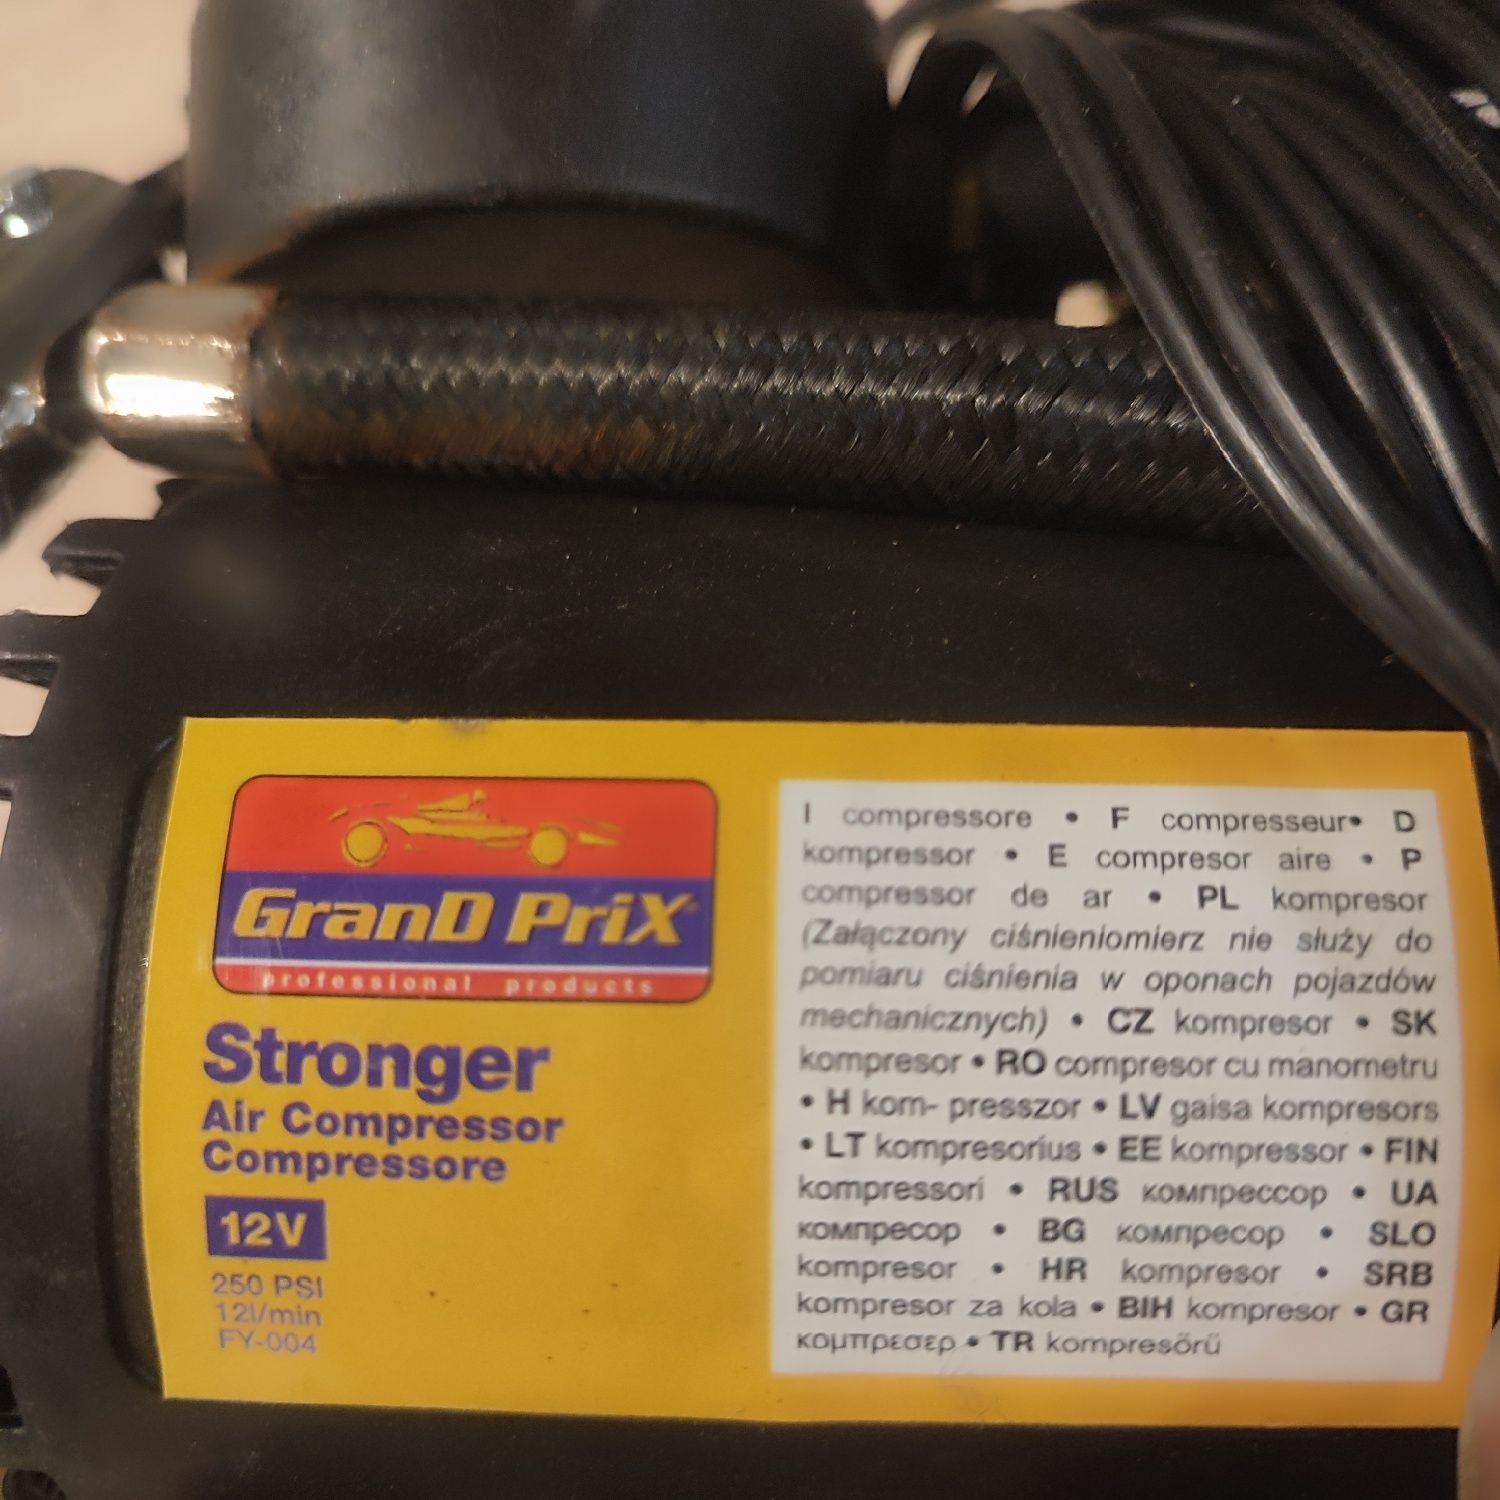 GranD PriX
professional products
Stronger
Air Compressor
Compressore
12V
250 PSI
12l/min
FY-004
I compressore • F compresseur• D
kompressor • E compresor aire • P
compressor de ar • PL kompresor
(Załączony ciśnieniomierz nie służy do
pomiaru ciśnienia w oponach pojazdów
mechanicznych) • CZ kompresor • SK
kompresor • RO compresor cu manometru
• H kom- presszor • LV gaisa kompresors
• LT kompresorius • EE kompressor • FIN
kompressori • RUS компрессор • UA
компресор • BG компресор • SLO
kompresor • HR kompresor • SRB
kompresor za kola • BIH kompresor • GR
κομπρεσερ • TR kompresörü